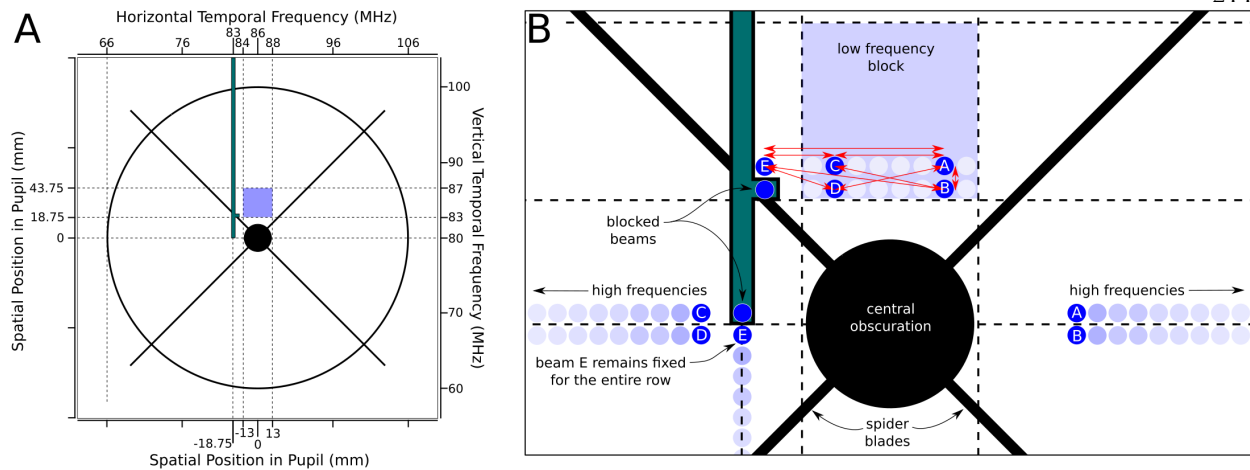 A
Horizontal Temporal Frequency (MHz)
83
86
66
76
84
88
96
106
Spatial Position in Pupil (mm)
43.75
18.75
0
100
90
87
83
80
70
60
Vertical Temporal Frequency (MHz)
-18.75
-13
0
13
Spatial Position in Pupil (mm)
B
low frequency
block
E
C
A
D
B
blocked
beams
high frequencies
high frequencies
C
A
D
E
B
central
obscuration
beam E remains fixed
for the entire row
spider
blades